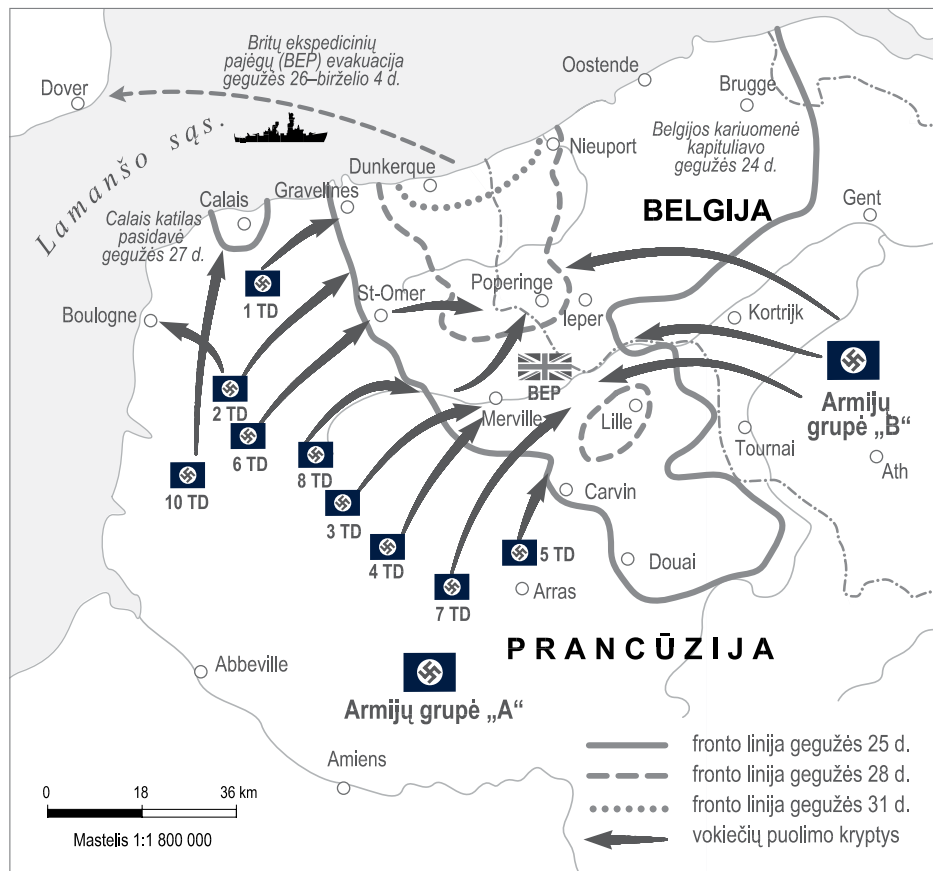 Britų ekspedicinių
pajėgų (BEP) evakuacija
gegužės 26–birželio 4 d.
Dover
Oostende
Brugge
Lamanšo sąs.
Nieuport
Belgijos kariuomenė
kapituliavo
gegužės 24 d.
Dunkerque
Gravelines
Calais
Calais katilas
pasidavė
gegužės 27 d.
BELGIJA
Gent
1 TD
St-Omer
Poperinge
Ieper
Boulogne
Kortrijk
BEP
2 TD
Merville
Lille
Armijų
grupė „B“
6 TD
Tournai
Ath
8 TD
10 TD
3 TD
Carvin
4 TD
5 TD
Douai
7 TD
Arras
PRANCŪZIJA
Abbeville
Armijų grupė „A“
Amiens
fronto linija gegužės 25 d.
fronto linija gegužės 28 d.
fronto linija gegužės 31 d.
vokiečių puolimo kryptys
0 18 36 km
Mastelis 1:1 800 000